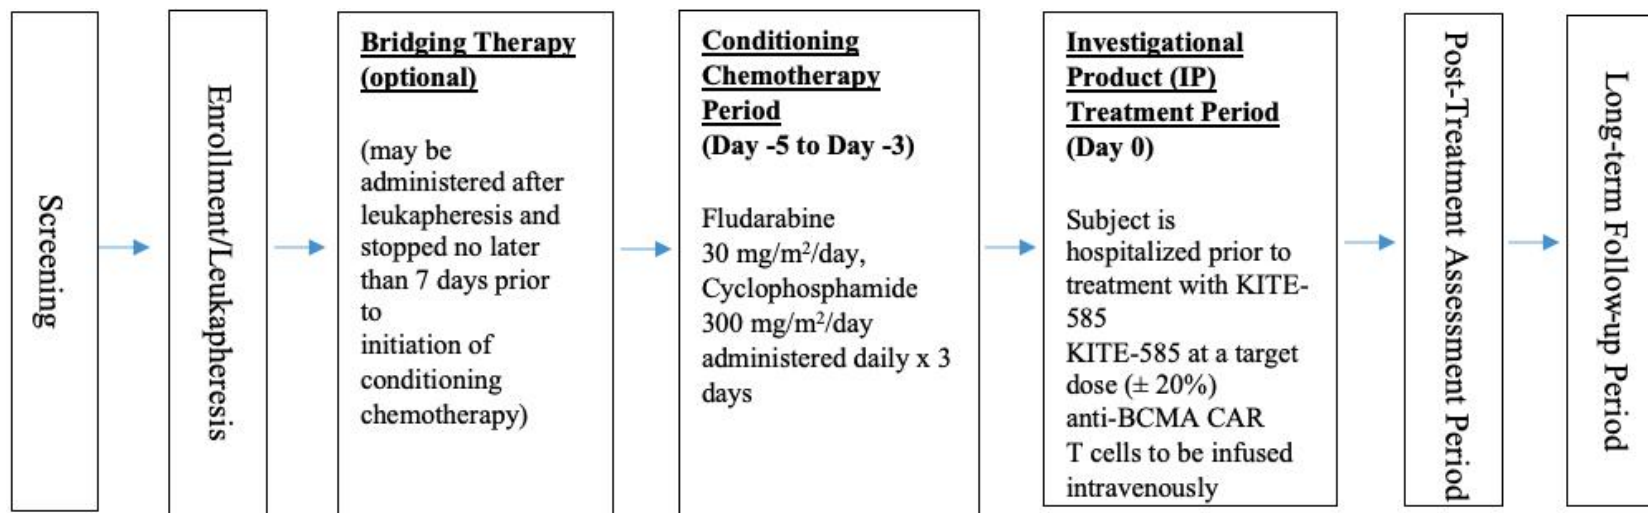 Screening
Enrollment/Leukapheresis
Bridging Therapy
(optional)
(may be
administered after
leukapheresis and
stopped no later
than 7 days prior
to
initiation of
conditioning
chemotherapy)
Conditioning
Chemotherapy
Period
(Day -5 to Day -3)
Fludarabine
30 mg/m²/day,
Cyclophosphamide
300 mg/m²/day
administered daily x 3
days
Investigational
Product (IP)
Treatment Period
(Day 0)
Subject is
hospitalized prior to
treatment with KITE-
585
KITE-585 at a target
dose (± 20%)
anti-BCMA CAR
T cells to be infused
intravenously
Post-Treatment Assessment Period
Long-term Follow-up Period